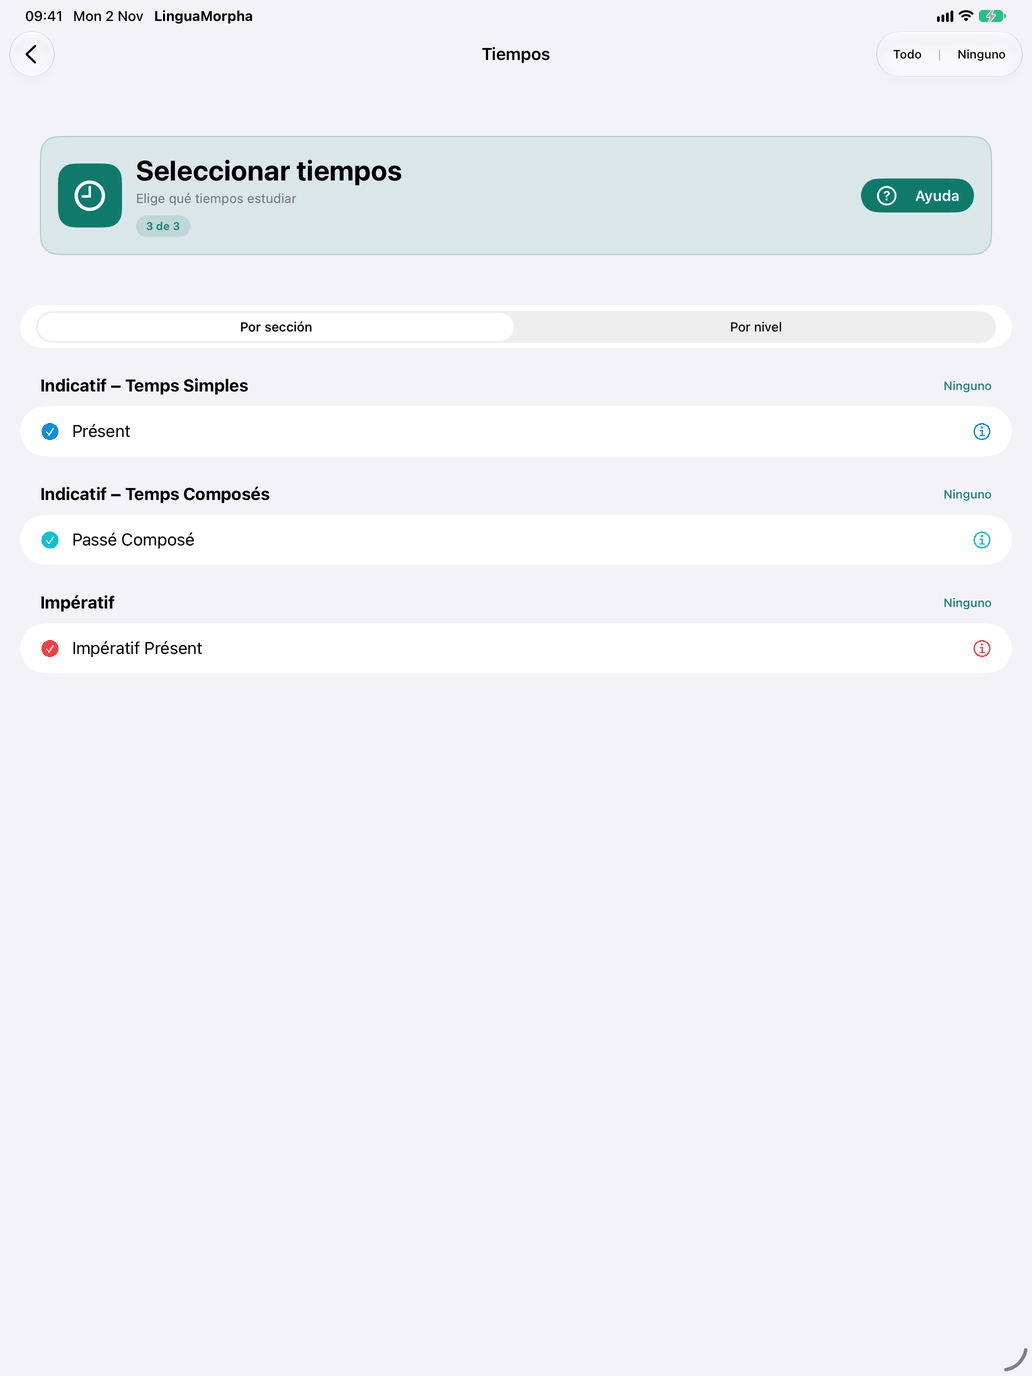 09:41 Mon 2 Nov LinguaMorpha
Tiempos
Todo | Ninguno
Seleccionar tiempos
Elige qué tiempos estudiar
3 de 3
Ayuda
Por sección
Por nivel
Indicatif – Temps Simples
Ninguno
Présent
Indicatif – Temps Composés
Ninguno
Passé Composé
Impératif
Ninguno
Impératif Présent